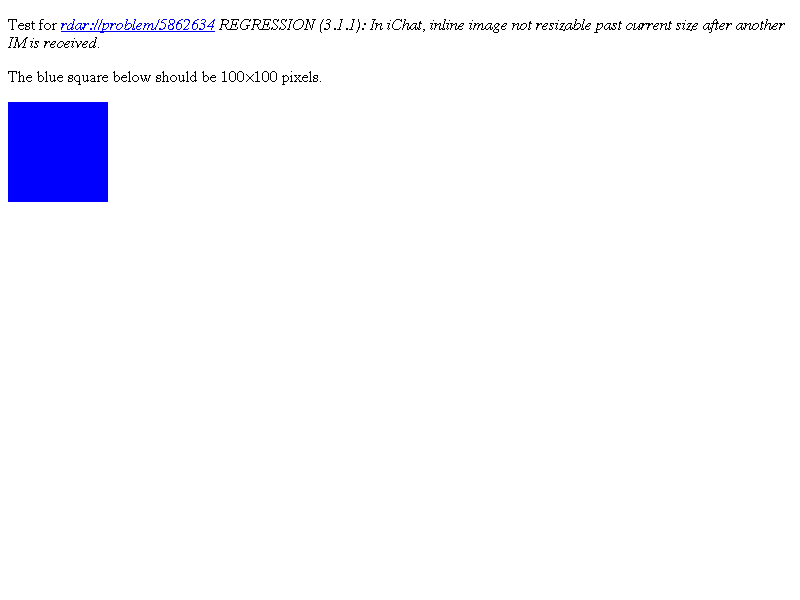 Test for rdar://problem/5862634 REGRESSION (3.1.1): In iChat, inline image not resizable past current size after another
IM is received.
The blue square below should be 100×100 pixels.